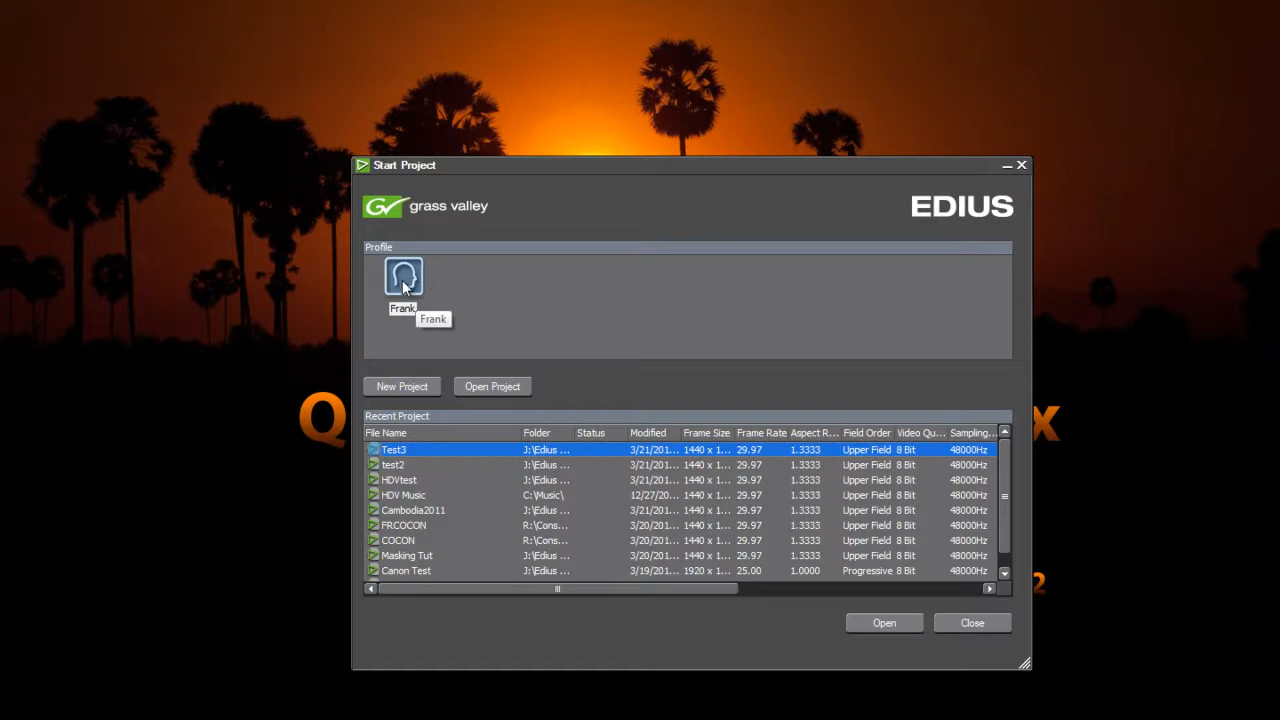 Start Project
GV grass valley
EDIUS
Profile
Frank
Frank
New Project Open Project
Q x
Recent Project
File Name Folder Status Modified Frame Size Frame Rate Aspect R... Field Order Video Qu... Sampling...
Test3 J:\Edius ... 3/21/201... 1440 x 1... 29.97 1.3333 Upper Field 8 Bit 48000Hz
test2 J:\Edius ... 3/21/201... 1440 x 1... 29.97 1.3333 Upper Field 8 Bit 48000Hz
HDVtest J:\Edius ... 3/21/201... 1440 x 1... 29.97 1.3333 Upper Field 8 Bit 48000Hz
HDV Music C:\Music\ 12/27/20... 1440 x 1... 29.97 1.3333 Upper Field 8 Bit 48000Hz
Cambodia2011 J:\Edius ... 3/21/201... 1440 x 1... 29.97 1.3333 Upper Field 8 Bit 48000Hz
FRCOCON R:\Cons... 3/20/201... 1440 x 1... 29.97 1.3333 Upper Field 8 Bit 48000Hz
COCON R:\Cons... 3/20/201... 1440 x 1... 29.97 1.3333 Upper Field 8 Bit 48000Hz
Masking Tut J:\Edius ... 3/20/201... 1440 x 1... 29.97 1.3333 Upper Field 8 Bit 48000Hz
Canon Test J:\Edius ... 3/19/201... 1920 x 1... 25.00 1.0000 Progressive 8 Bit 48000Hz
2
Open Close